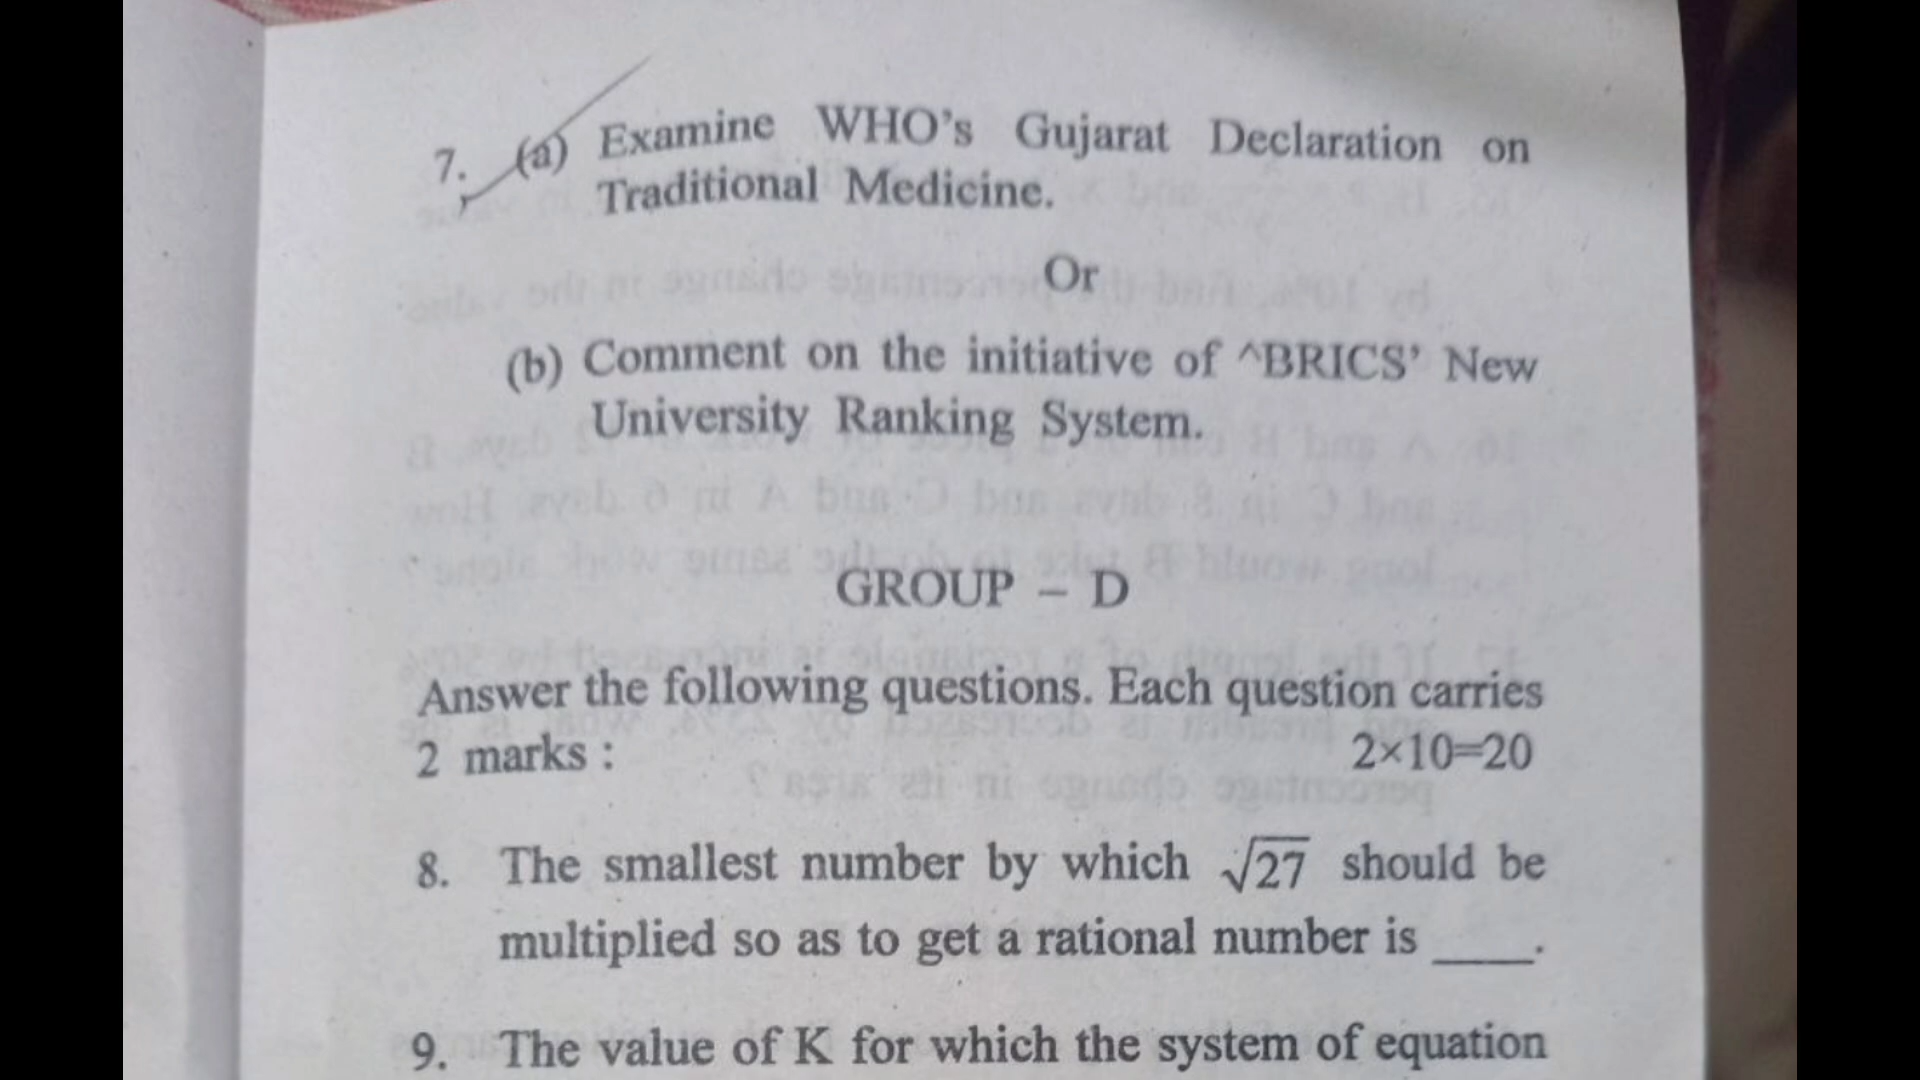 7. (a) Examine WHO's Gujarat Declaration on
Traditional Medicine.
Or
(b) Comment on the initiative of ^BRICS' New
University Ranking System.
GROUP – D
Answer the following questions. Each question carries
2 marks : 2×10=20
8. The smallest number by which √27 should be
multiplied so as to get a rational number is ____.
9. The value of K for which the system of equation